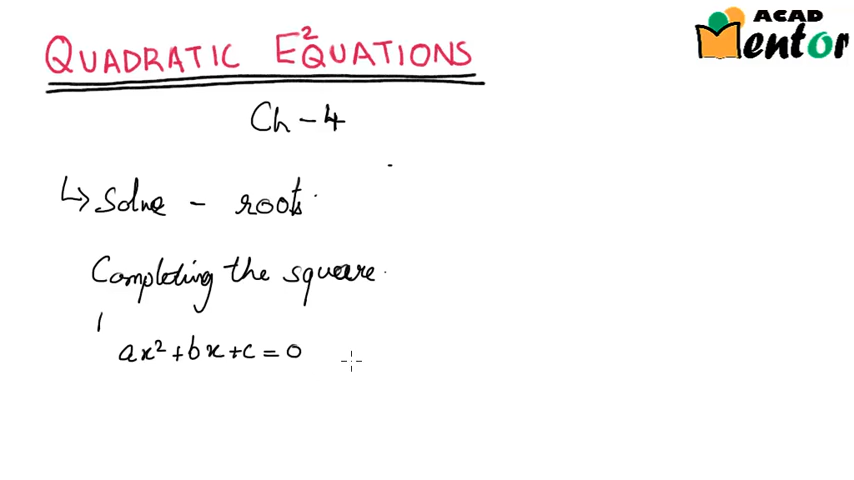 ACAD
Mentor
QUADRATIC E²QUATIONS
Ch - 4
↳ Solve - roots.
Completing the square.
ax² + bx + c = 0